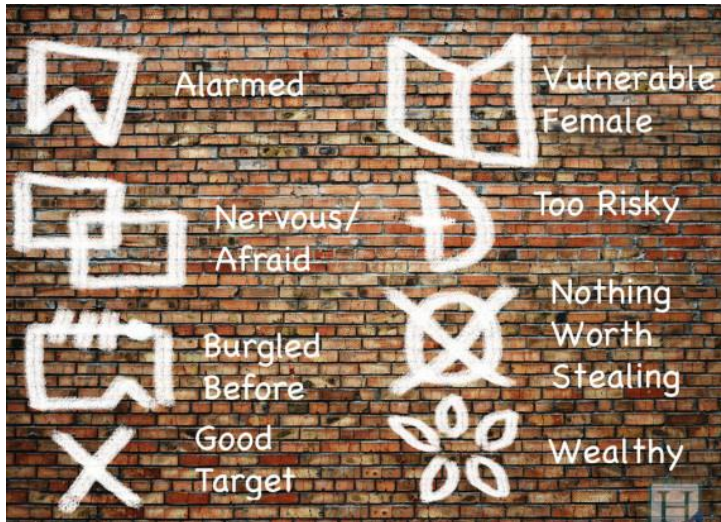 Alarmed
Vulnerable
Female
Nervous/
Afraid
Too Risky
Burgled
Before
Nothing
Worth
Stealing
Good
Target
Wealthy
H